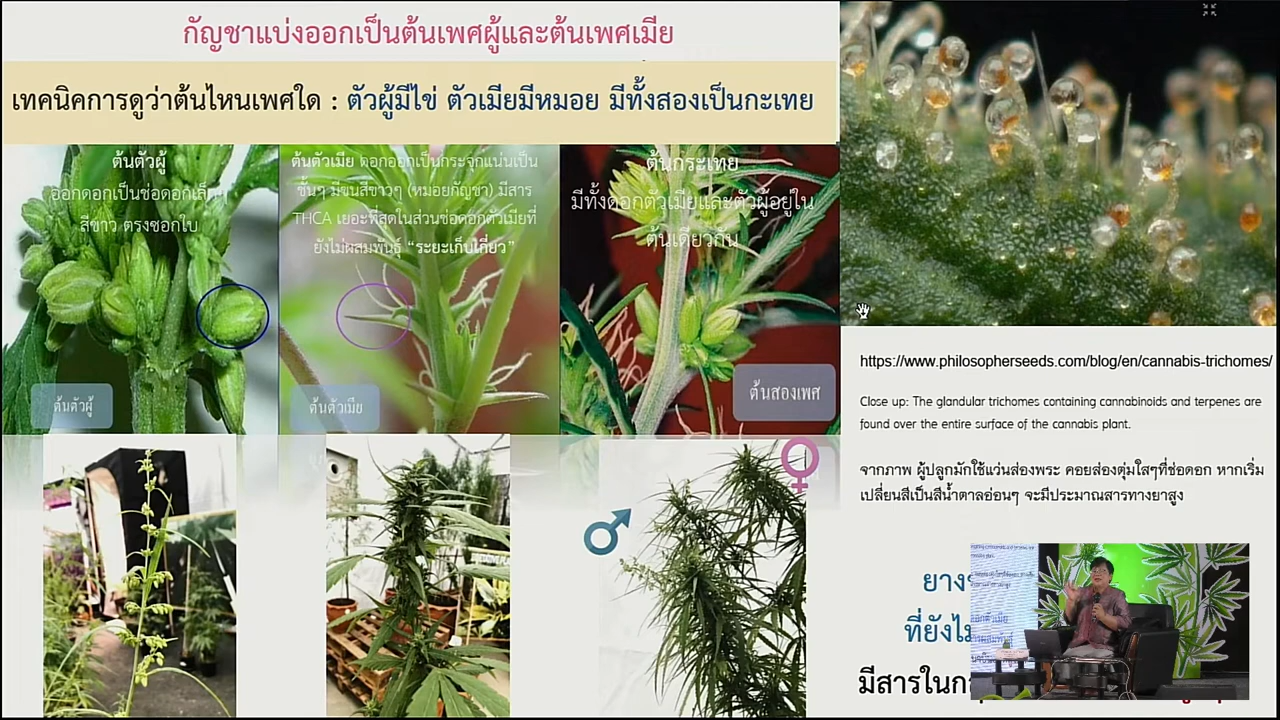 กัญชาแบ่งออกเป็นต้นเพศผู้และต้นเพศเมีย
เทคนิคการดูว่าต้นไหนเพศใด : ตัวผู้มีไข่ ตัวเมียมีหมอย มีทั้งสองเป็นกะเทย
ต้นตัวผู้
ออกดอกเป็นช่อดอกเล็กๆ
สีขาว ตรงซอกใบ
ต้นตัวผู้
ต้นตัวเมีย ดอกออกเป็นกระจุกแน่นเป็น
ชั้นๆ มีขนสีขาวๆ (หมอยกัญชา) มีสาร
THCA เยอะที่สุดในส่วนช่อดอกตัวเมียที่
ยังไม่ผสมพันธุ์ “ระยะเก็บเกี่ยว”
ต้นตัวเมีย
ต้นกระเทย
มีทั้งดอกตัวเมียและตัวผู้อยู่ใน
ต้นเดียวกัน
ต้นสองเพศ
https://www.philosopherseeds.com/blog/en/cannabis-trichomes/
Close up: The glandular trichomes containing cannabinoids and terpenes are
found over the entire surface of the cannabis plant.
จากภาพ ผู้ปลูกมักใช้แว่นส่องพระ คอยส่องตุ่มใสๆที่ช่อดอก หากเริ่ม
เปลี่ยนสีเป็นสีน้ำตาลอ่อนๆ จะมีประมาณสารทางยาสูง
ยาง
ที่ยังไม
มีสารในก